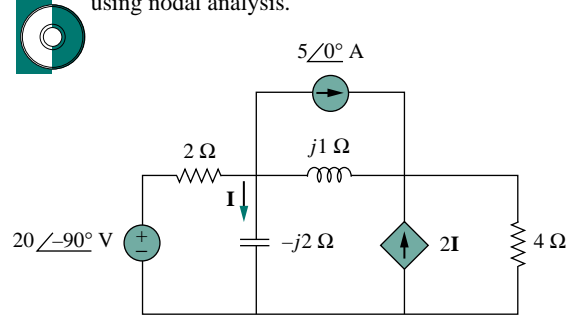 using nodal analysis.
5∠0° A
2 Ω
j1 Ω
I
20∠–90° V
+
–
–j2 Ω
2I
4 Ω